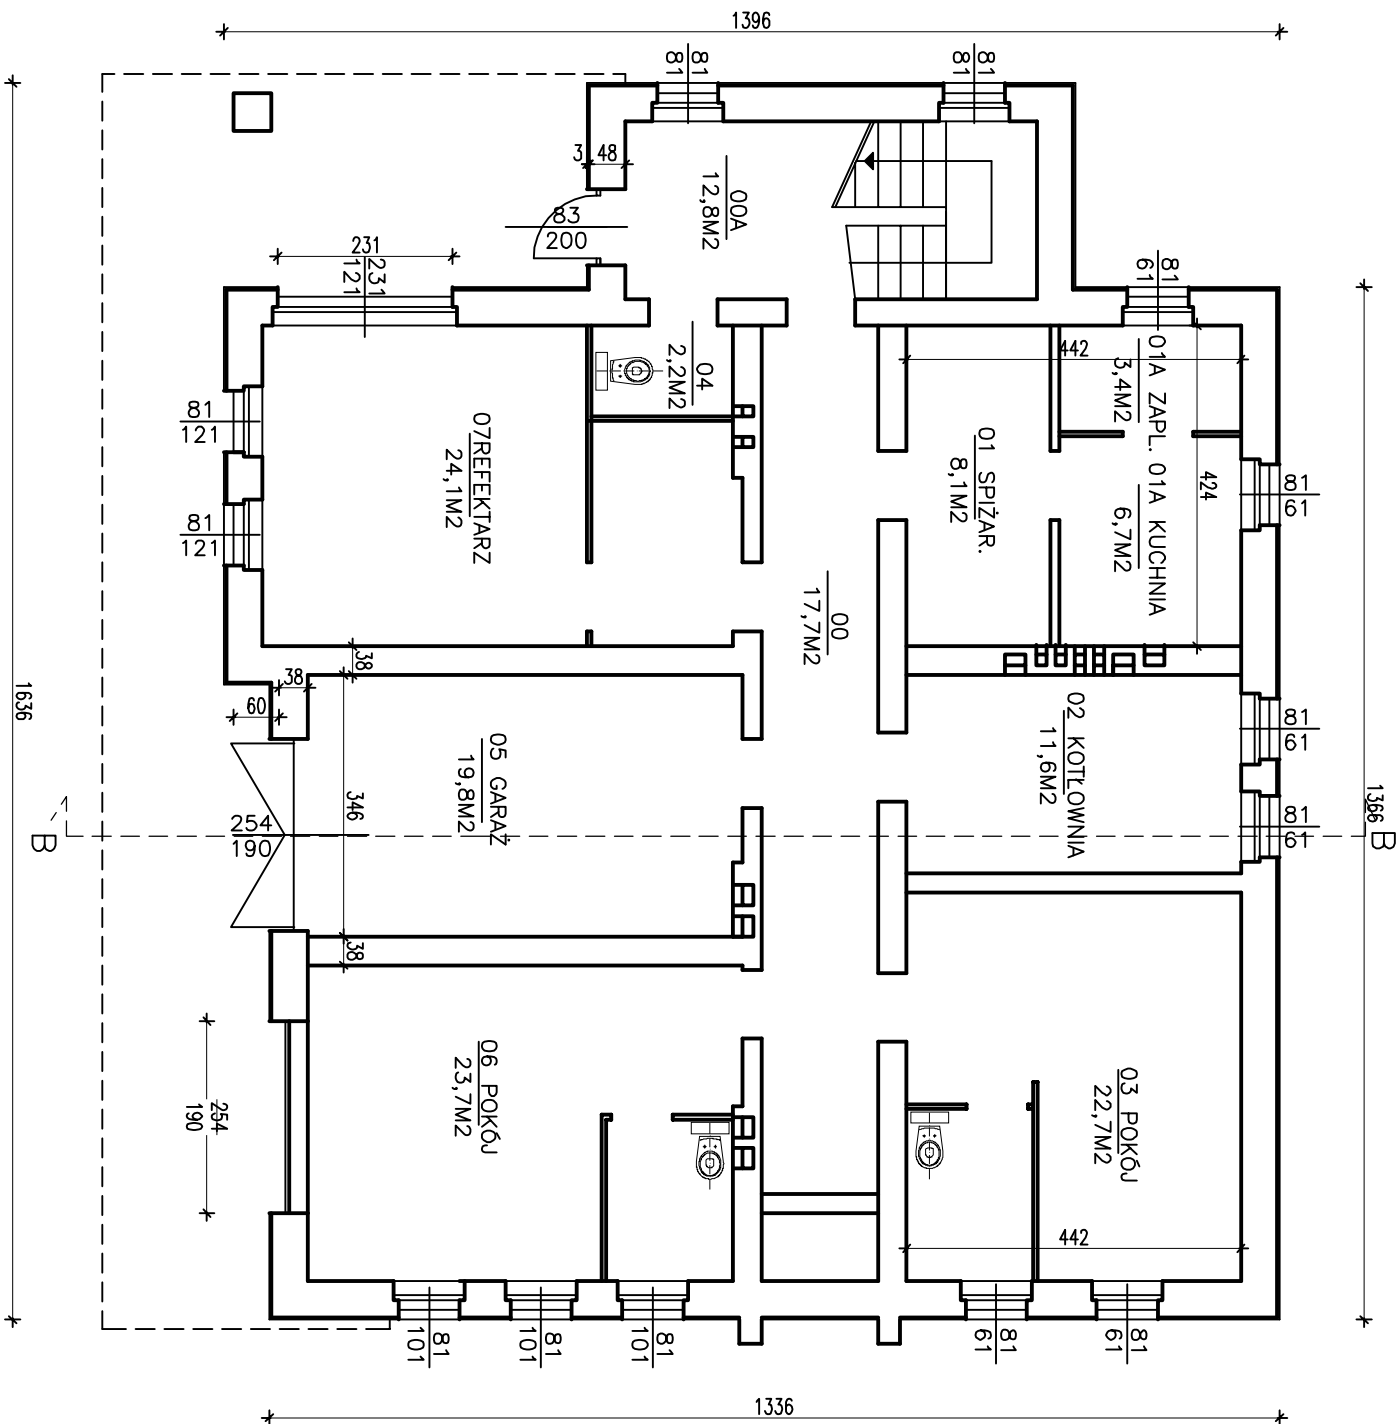 1396
81
81
81
81
3 48
83
200
00A
12,8M2
231
231
121
81
61
442
01A ZAPL. 01A KUCHNIA
3,4M2
6,7M2
04
2,2M2
81
121
81
121
07REFEKTARZ
24,1M2
01 SPIŻAR.
8,1M2
424
81
61
00
17,7M2
38
38
60
1636
05 GARAŻ
19,8M2
02 KOTŁOWNIA
11,6M2
81
61
81
61
1366
346
254
190
B
B
38
254
190
06 POKÓJ
23,7M2
03 POKÓJ
22,7M2
442
81
101
81
101
81
101
81
61
81
61
1336